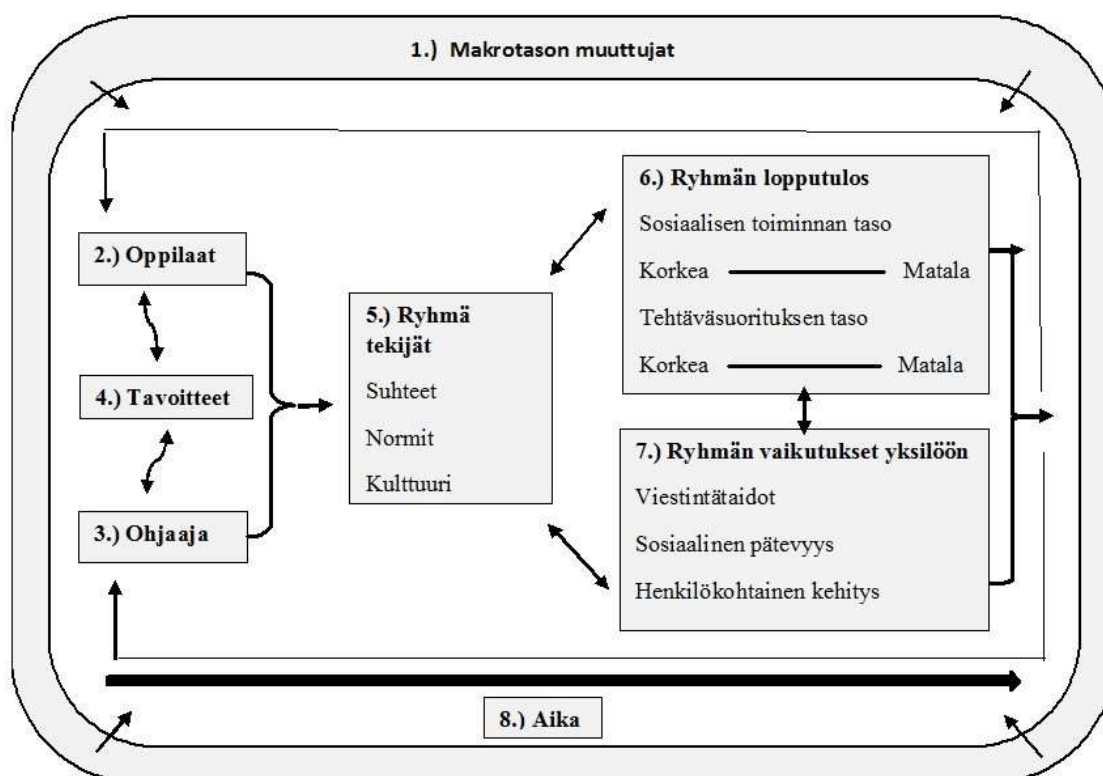 1.) Makrotason muuttujat
2.) Oppilaat
4.) Tavoitteet
3.) Ohjaaja
5.) Ryhmä
tekijät
Suhteet
Normit
Kulttuuri
6.) Ryhmän lopputulos
Sosiaalisen toiminnan taso
Korkea Matala
Tehtäväsuorituksen taso
Korkea Matala
7.) Ryhmän vaikutukset yksilöön
Viestintätaidot
Sosiaalinen pätevyys
Henkilökohtainen kehitys
8.) Aika